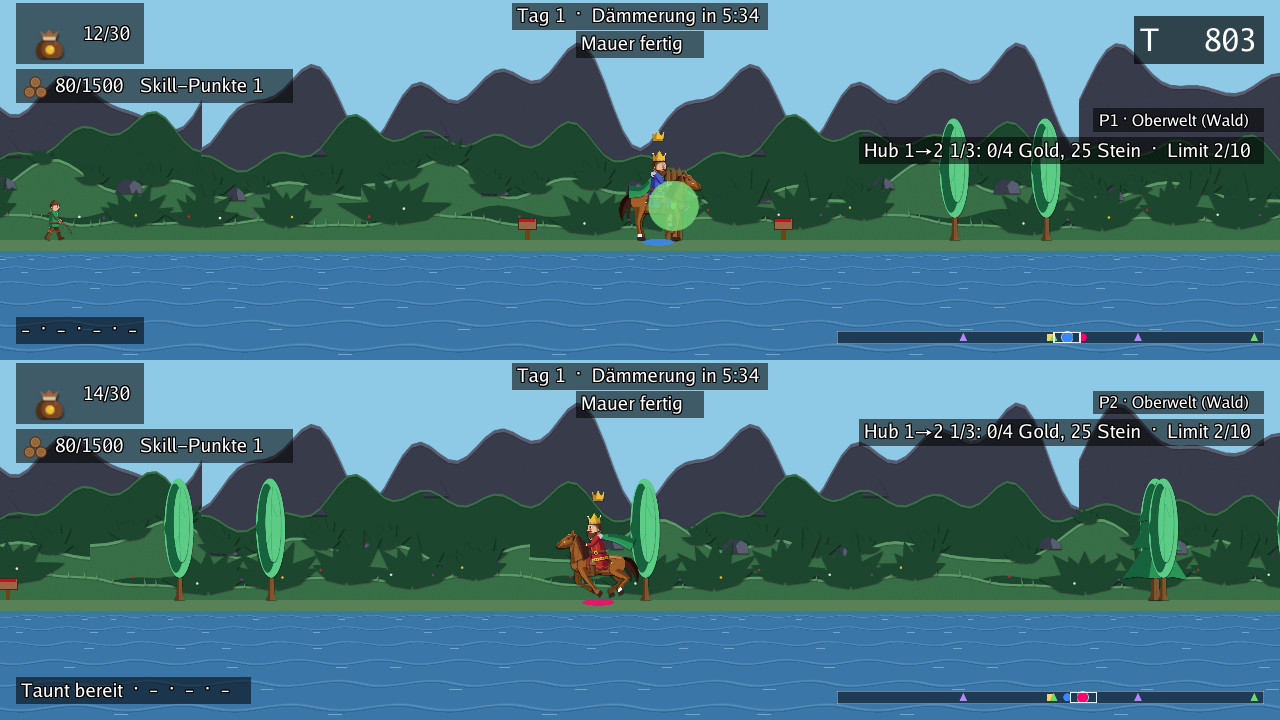 12/30
80/1500 Skill-Punkte 1
Tag 1 · Dämmerung in 5:34
Mauer fertig
T 803
P1 · Oberwelt (Wald)
Hub 1→2 1/3: 0/4 Gold, 25 Stein · Limit 2/10
– · – · – · –
14/30
80/1500 Skill-Punkte 1
Tag 1 · Dämmerung in 5:34
Mauer fertig
P2 · Oberwelt (Wald)
Hub 1→2 1/3: 0/4 Gold, 25 Stein · Limit 2/10
Taunt bereit · – · – · –